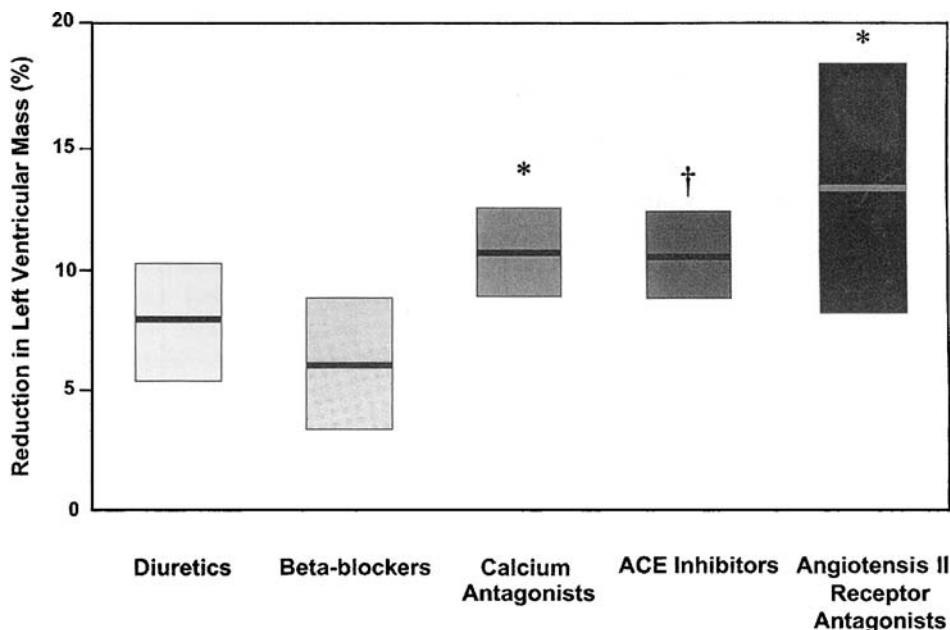 Reduction in Left Ventricular Mass (%)
20
15
10
5
0
*
†
*
Diuretics
Beta-blockers
Calcium
Antagonists
ACE Inhibitors
Angiotensis II
Receptor
Antagonists